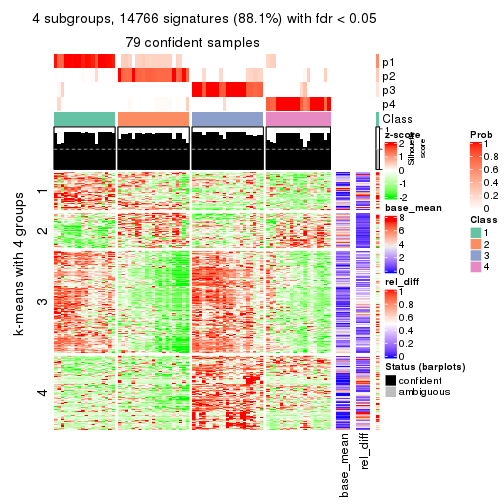 4 subgroups, 14766 signatures (88.1%) with fdr < 0.05
79 confident samples
p1
p2
p3
p4
Class
1
Silhouette
score
k-means with 4 groups
1
2
3
4
base_mean
rel_diff
z-score
2
1
0
-1
-2
base_mean
8
6
4
2
0
rel_diff
1
0.8
0.6
0.4
0.2
0
Status (barplots)
confident
ambiguous
Prob
1
0.8
0.6
0.4
0.2
0
Class
1
2
3
4